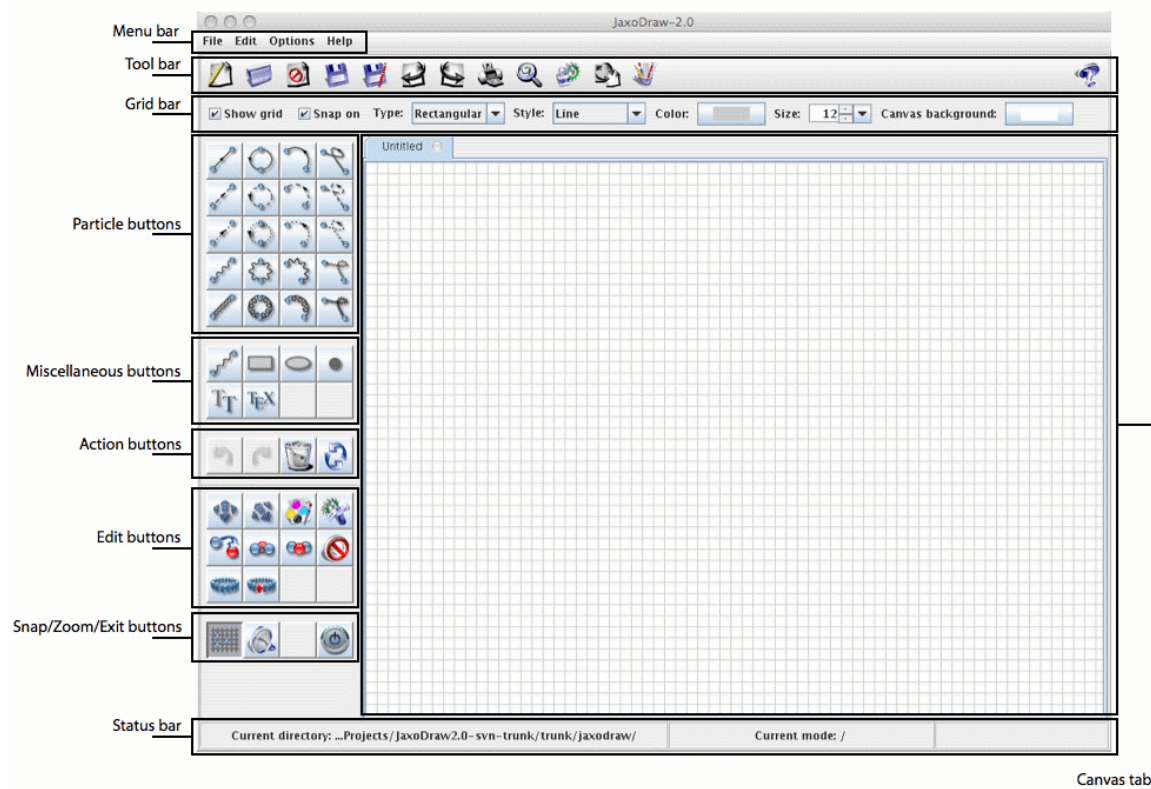 JaxoDraw-2.0
Menu bar
File Edit Options Help
Tool bar
Grid bar
Show grid Snap on Type: Rectangular Style: Line Color: Size: 12 Canvas background:
Untitled
Particle buttons
Miscellaneous buttons
TT TEX
Action buttons
Edit buttons
Snap/Zoom/Exit buttons
Status bar
Current directory: ...Projects/JaxoDraw2.0-svn-trunk/trunk/jaxodraw/ Current mode: /
Canvas tab